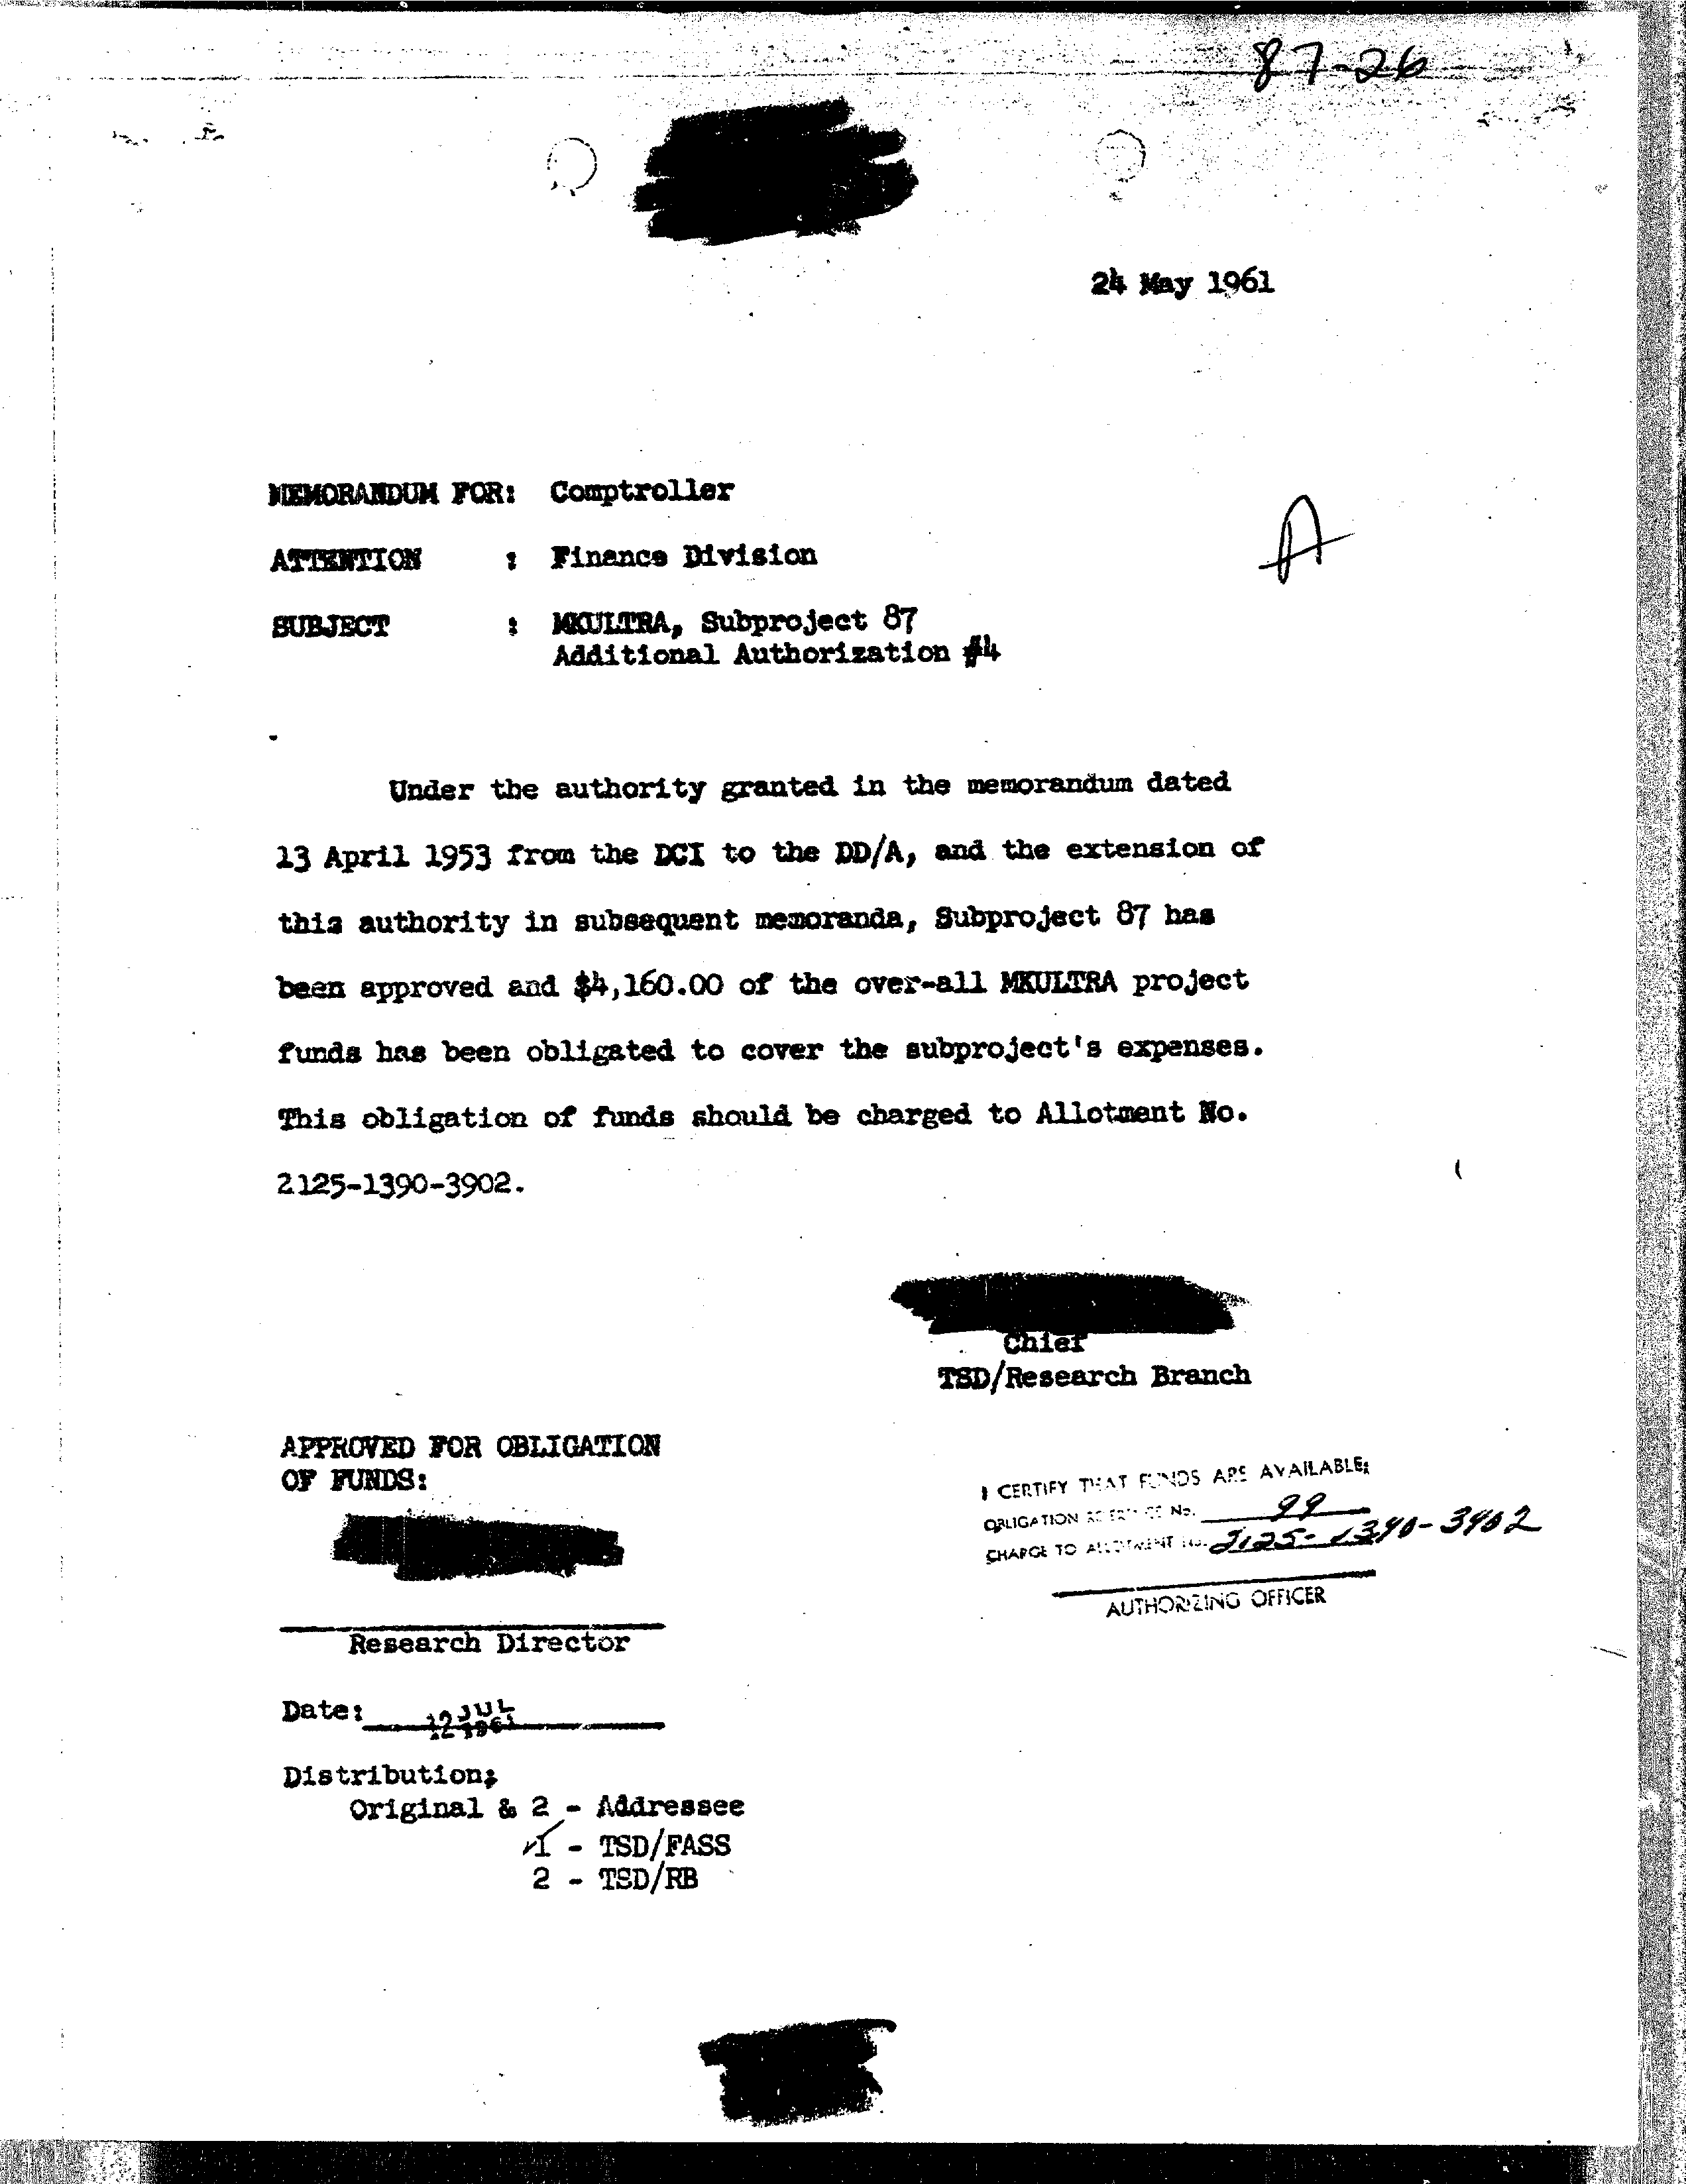 87-26
24 May 1961
MEMORANDUM FOR: Comptroller
A
ATTENTION : Finance Division
SUBJECT : MKULTRA, Subproject 87
Additional Authorization #4
Under the authority granted in the memorandum dated
13 April 1953 from the DCI to the DD/A, and the extension of
this authority in subsequent memoranda, Subproject 87 has
been approved and $4,160.00 of the over-all MKULTRA project
funds has been obligated to cover the subproject's expenses.
This obligation of funds should be charged to Allotment No.
2125-1390-3902.
Chief
TSD/Research Branch
APPROVED FOR OBLIGATION
OF FUNDS:
I CERTIFY THAT FUNDS ARE AVAILABLE:
OBLIGATION REFERENCE No. 99
CHARGE TO ALLOTMENT No. 2125-1390-3902
AUTHORIZING OFFICER
Research Director
Date: 12 JUL 1961
Distribution:
Original & 2 - Addressee
1 - TSD/FASS
2 - TSD/RB